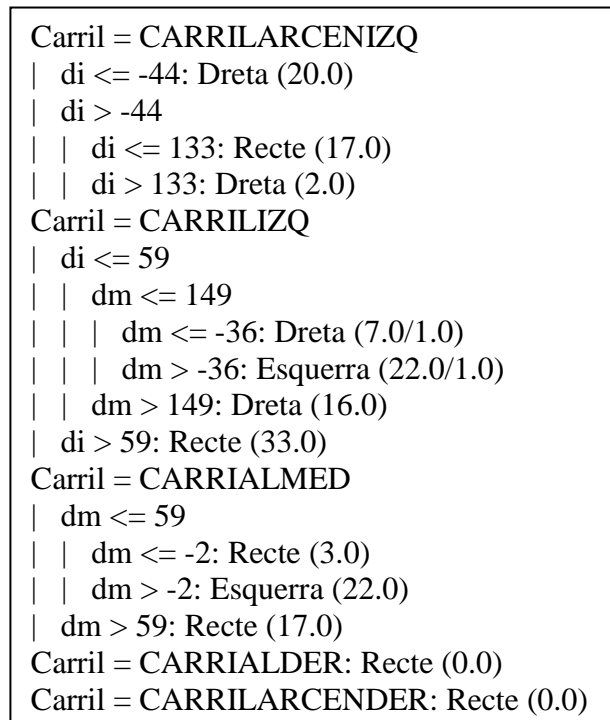 Carril = CARRILARCENIZQ
| di <= -44: Dreta (20.0)
| di > -44
| | di <= 133: Recte (17.0)
| | di > 133: Dreta (2.0)
Carril = CARRILIZQ
| di <= 59
| | dm <= 149
| | | dm <= -36: Dreta (7.0/1.0)
| | | dm > -36: Esquerra (22.0/1.0)
| | dm > 149: Dreta (16.0)
| di > 59: Recte (33.0)
Carril = CARRIALMED
| dm <= 59
| | dm <= -2: Recte (3.0)
| | dm > -2: Esquerra (22.0)
| dm > 59: Recte (17.0)
Carril = CARRIALDER: Recte (0.0)
Carril = CARRILARCENDER: Recte (0.0)